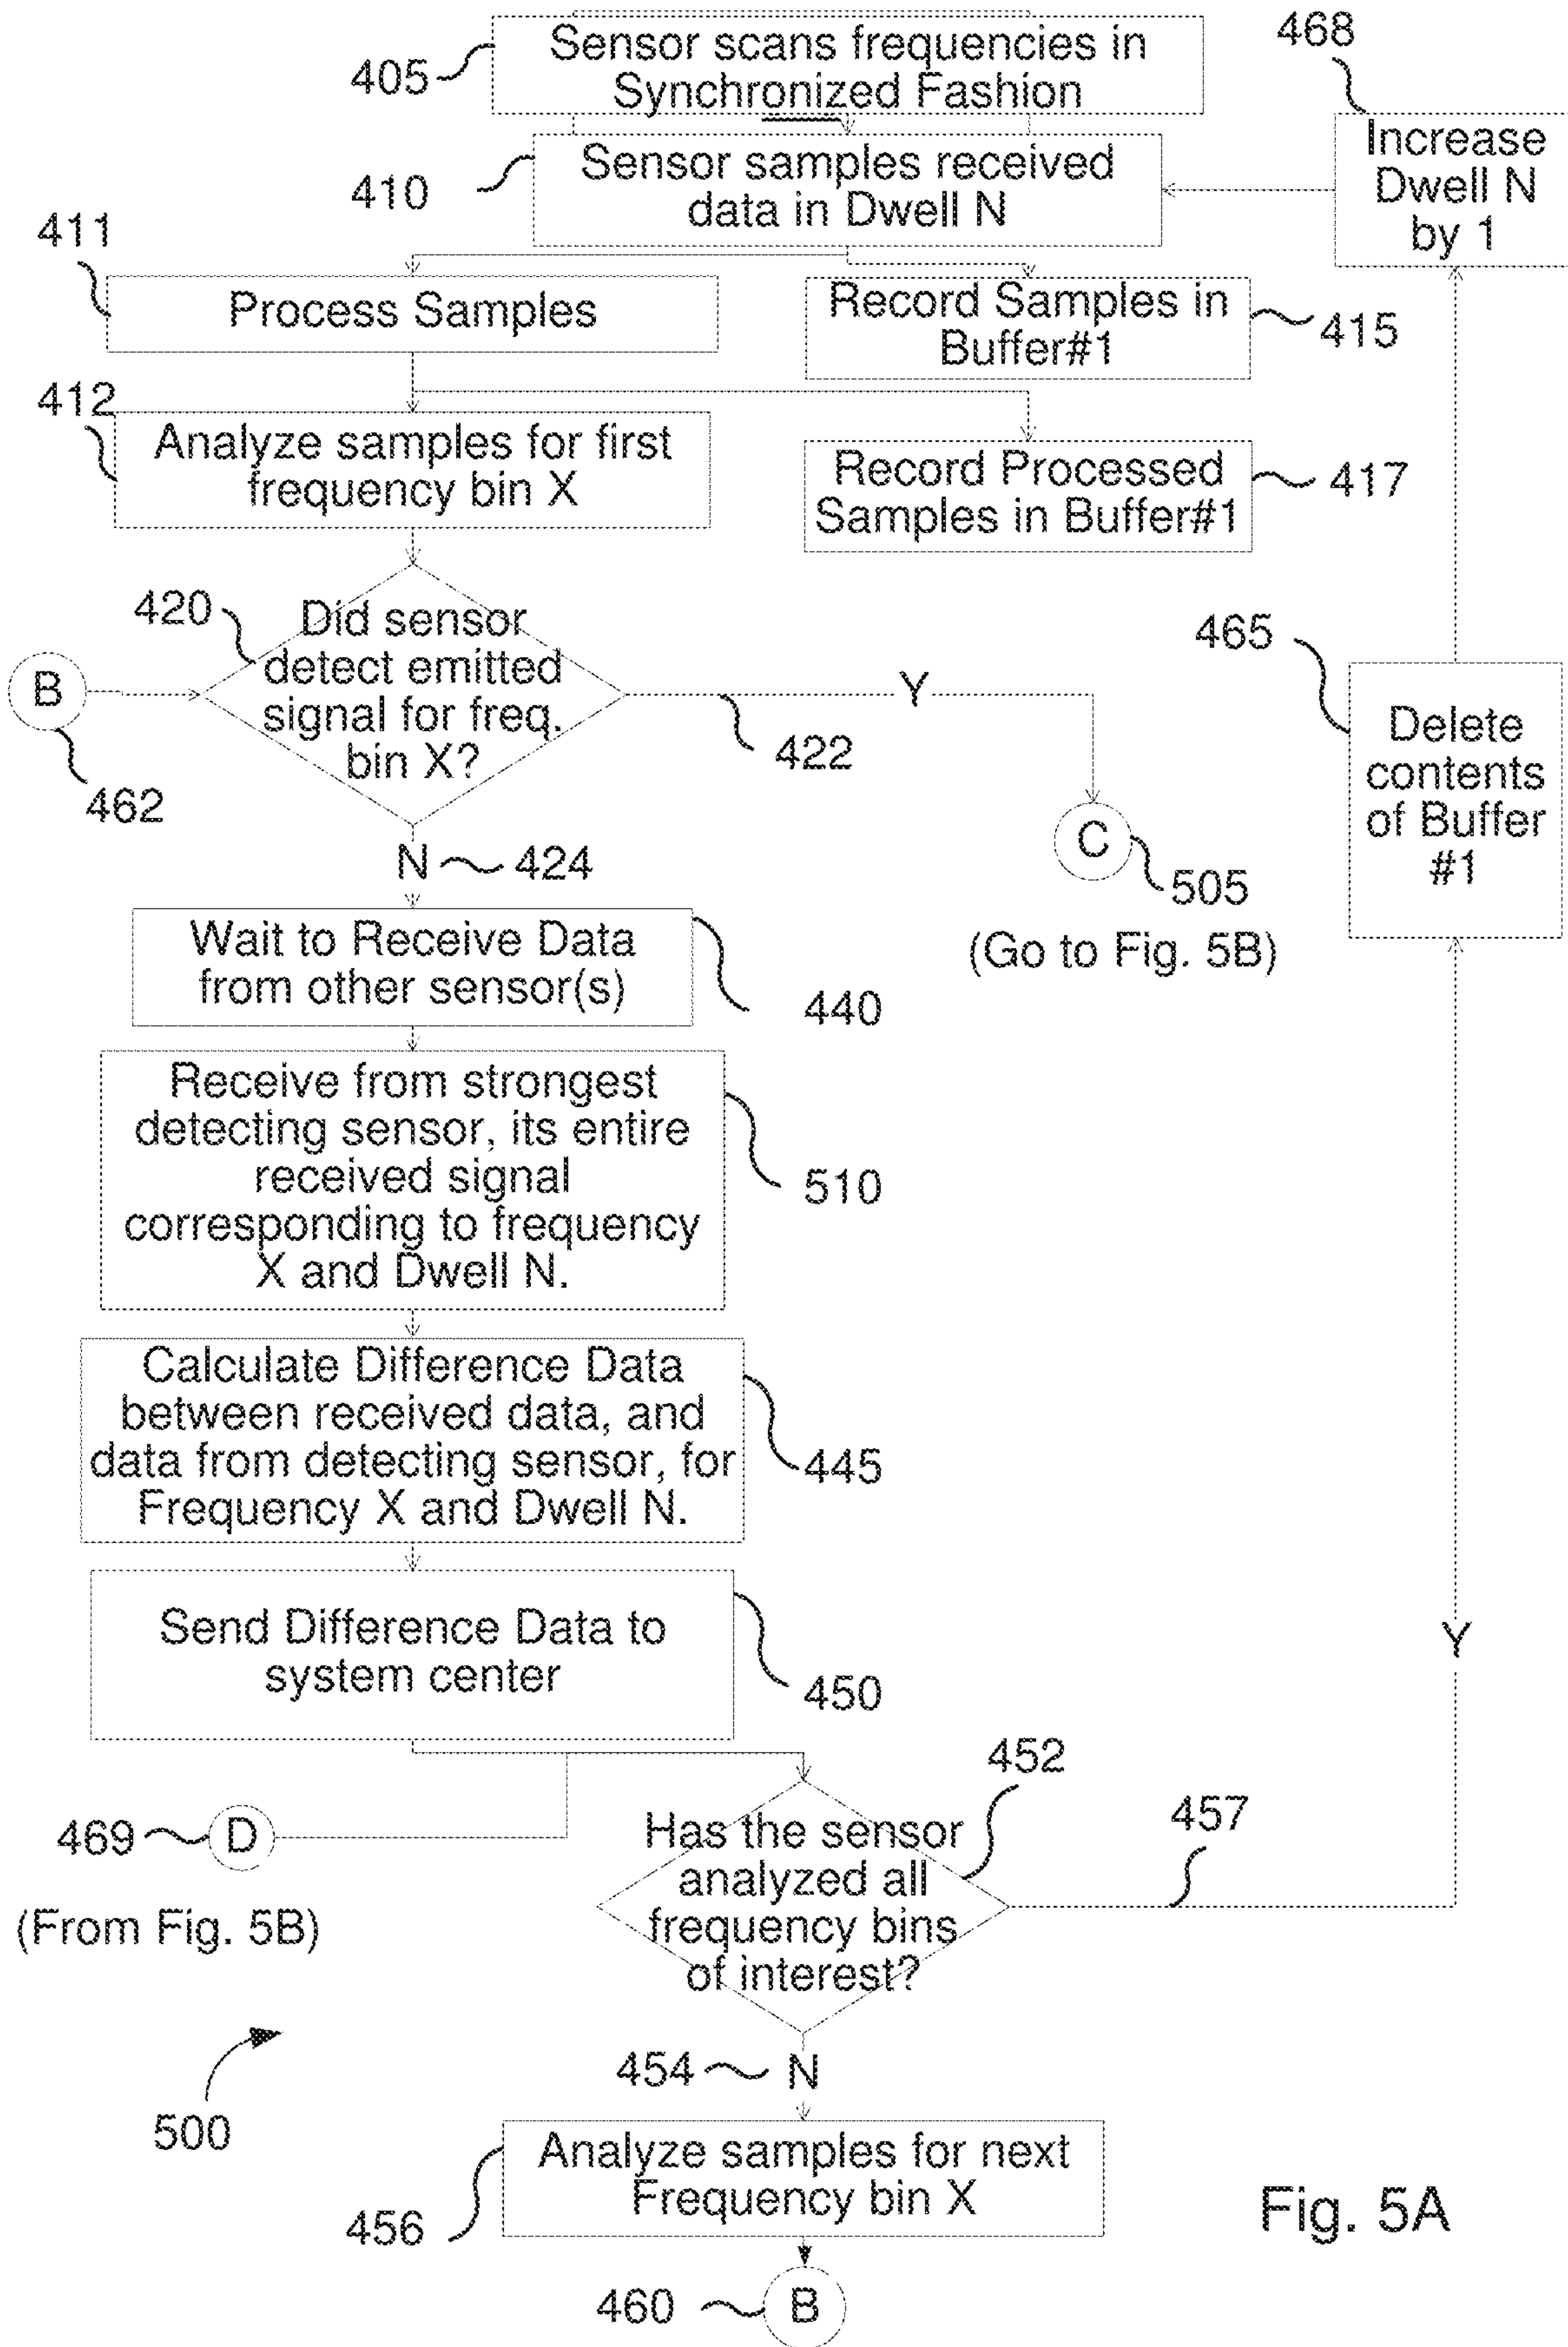 405
Sensor scans frequencies in
Synchronized Fashion
468
Increase
Dwell N
by 1
410
Sensor samples received
data in Dwell N
411
Process Samples
Record Samples in
Buffer#1
415
412
Analyze samples for first
frequency bin X
Record Processed
Samples in Buffer#1
417
420
Did sensor
detect emitted
signal for freq.
bin X?
B
462
Y
422
465
Delete
contents
of Buffer
#1
C
505
(Go to Fig. 5B)
N
424
Wait to Receive Data
from other sensor(s)
440
Receive from strongest
detecting sensor, its entire
received signal
corresponding to frequency
X and Dwell N.
510
Calculate Difference Data
between received data, and
data from detecting sensor, for
Frequency X and Dwell N.
445
Send Difference Data to
system center
450
Y
452
457
469
D
(From Fig. 5B)
Has the sensor
analyzed all
frequency bins
of interest?
454
N
500
Analyze samples for next
Frequency bin X
456
Fig. 5A
460
B